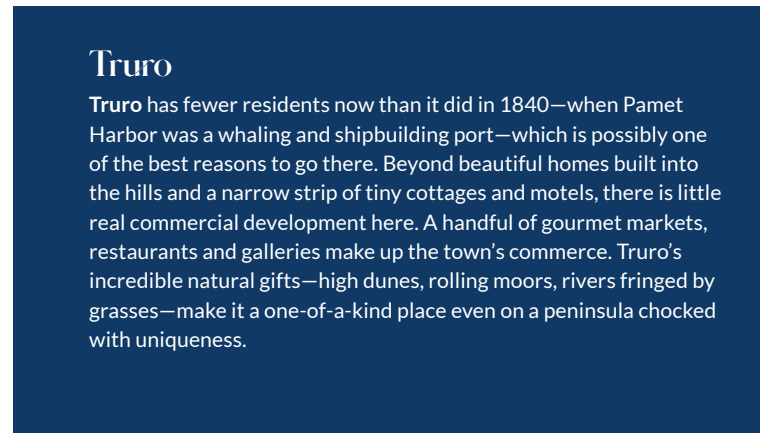 Truro
Truro has fewer residents now than it did in 1840—when Pamet
Harbor was a whaling and shipbuilding port—which is possibly one
of the best reasons to go there. Beyond beautiful homes built into
the hills and a narrow strip of tiny cottages and motels, there is little
real commercial development here. A handful of gourmet markets,
restaurants and galleries make up the town’s commerce. Truro’s
incredible natural gifts—high dunes, rolling moors, rivers fringed by
grasses—make it a one-of-a-kind place even on a peninsula chocked
with uniqueness.